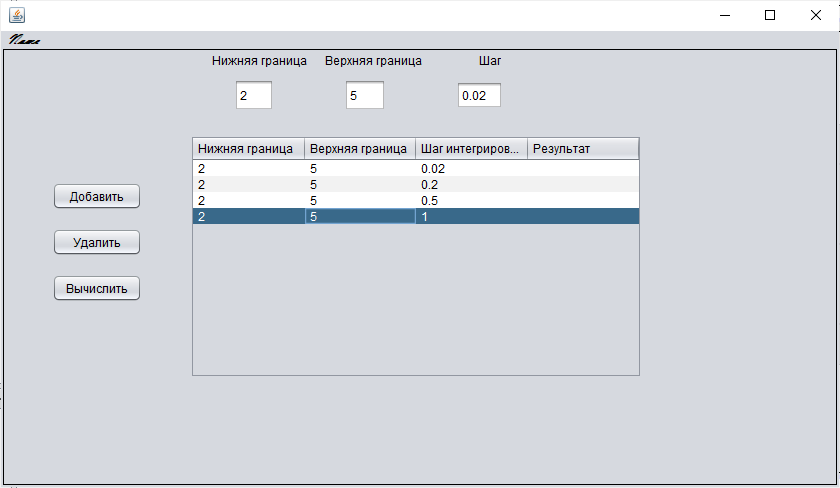 Name
Нижняя граница Верхняя граница Шаг
2 5 0.02
Нижняя граница Верхняя граница Шаг интегриров... Результат
2 5 0.02
2 5 0.2
2 5 0.5
2 5 1
Добавить
Удалить
Вычислить